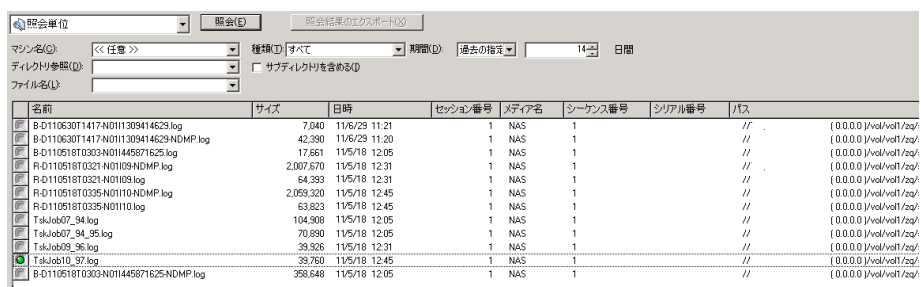 照会単位 照会(E) 照会結果のエクスポート(X)
マシン名(C): << 任意 >> 種類(T): すべて 期間(D): 過去の指定 14 日間
ディレクトリ参照(D): サブディレクトリを含める(I)
ファイル名(L):
名前 サイズ 日時 セッション番号 メディア名 シーケンス番号 シリアル番号 パス
B-D110630T1417-N01I1309414629.log 7,040 11/6/29 11:21 1 NAS 1 // (0.0.0.0)/vol/vol1/zq/
B-D110630T1417-N01I1309414629-NDMP.log 42,390 11/6/29 11:20 1 NAS 1 // (0.0.0.0)/vol/vol1/zq/
B-D110518T0303-N01I445871625.log 17,661 11/5/18 12:05 1 NAS 1 // (0.0.0.0)/vol/vol1/zq/
R-D110518T0321-N01I109-NDMP.log 2,007,670 11/5/18 12:31 1 NAS 1 // (0.0.0.0)/vol/vol1/zq/
R-D110518T0321-N01I109.log 64,393 11/5/18 12:31 1 NAS 1 // (0.0.0.0)/vol/vol1/zq/
R-D110518T0335-N01I10-NDMP.log 2,059,320 11/5/18 12:45 1 NAS 1 // (0.0.0.0)/vol/vol1/zq/
R-D110518T0335-N01I10.log 63,823 11/5/18 12:45 1 NAS 1 // (0.0.0.0)/vol/vol1/zq/
TskJob07_94.log 104,908 11/5/18 12:05 1 NAS 1 // (0.0.0.0)/vol/vol1/zq/
TskJob07_94_95.log 70,890 11/5/18 12:05 1 NAS 1 // (0.0.0.0)/vol/vol1/zq/
TskJob09_96.log 39,926 11/5/18 12:31 1 NAS 1 // (0.0.0.0)/vol/vol1/zq/
TskJob10_97.log 39,760 11/5/18 12:45 1 NAS 1 // (0.0.0.0)/vol/vol1/zq/
B-D110518T0303-N01I445871625-NDMP.log 358,648 11/5/18 12:05 1 NAS 1 // (0.0.0.0)/vol/vol1/zq/